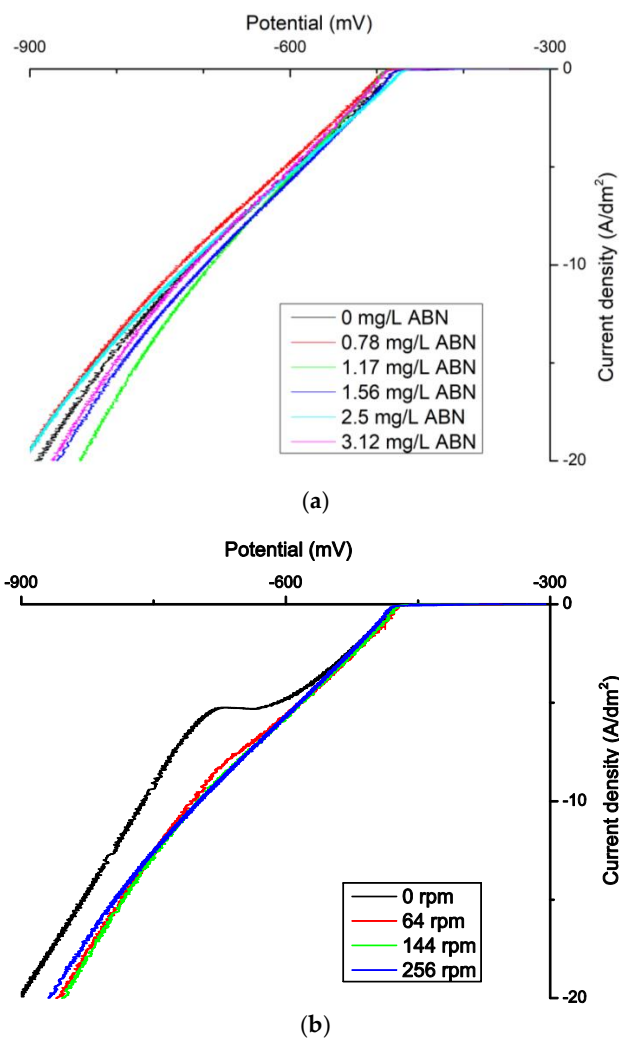 Potential (mV)
-900 -600 -300
0
-10
-20
Current density (A/dm²)
0 mg/L ABN
0.78 mg/L ABN
1.17 mg/L ABN
1.56 mg/L ABN
2.5 mg/L ABN
3.12 mg/L ABN
(a)
Potential (mV)
-900 -600 -300
0
-10
-20
Current density (A/dm²)
0 rpm
64 rpm
144 rpm
256 rpm
(b)